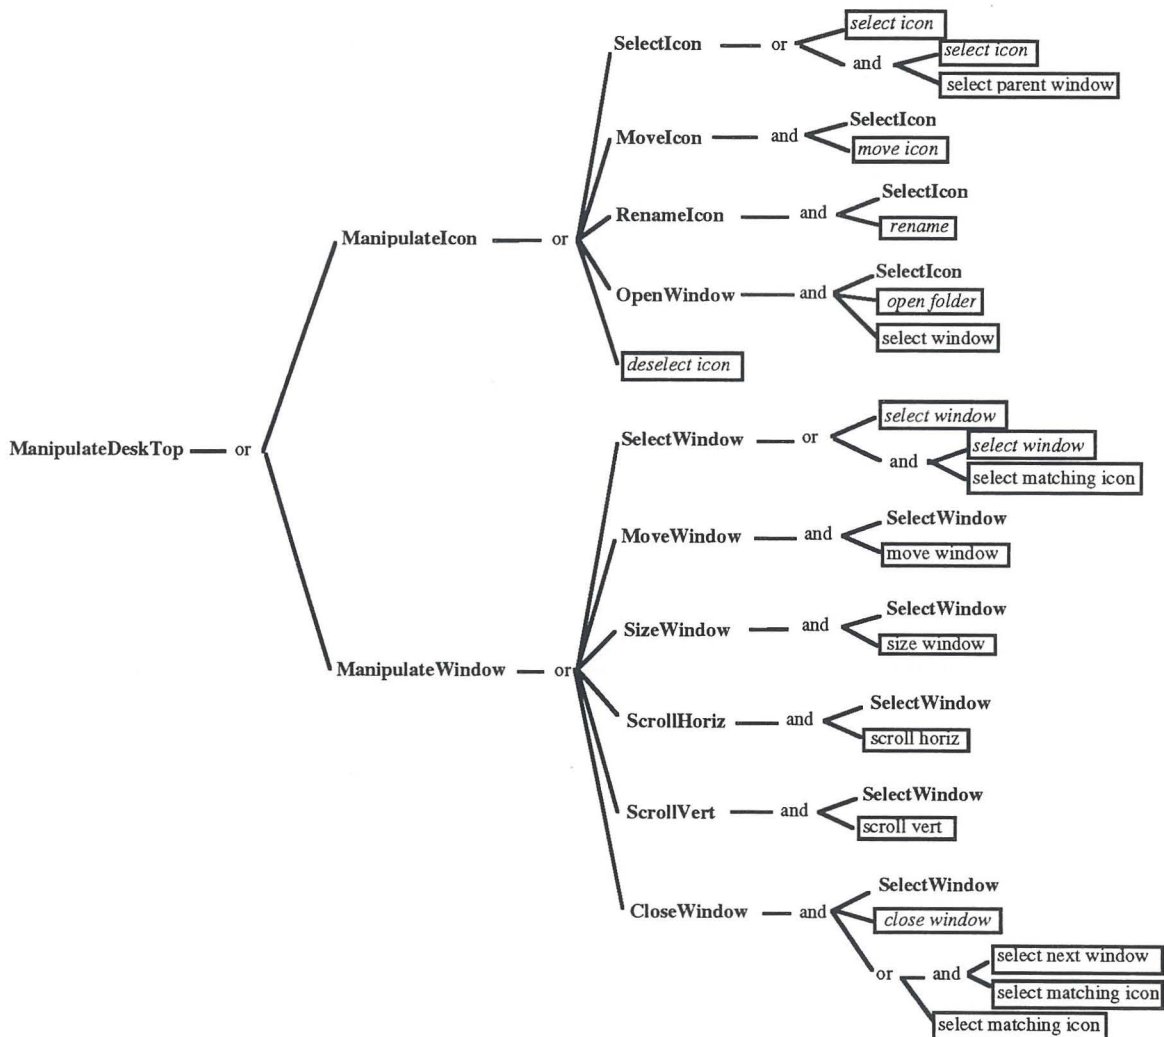 select icon
SelectIcon or
select icon
and
select parent window
SelectIcon
MoveIcon and
move icon
SelectIcon
RenameIcon and
rename
ManipulateIcon or
SelectIcon
OpenWindow and
open folder
select window
deselect icon
select window
SelectWindow or
select window
ManipulateDeskTop or
and
select matching icon
SelectWindow
MoveWindow and
move window
SelectWindow
SizeWindow and
size window
ManipulateWindow or
SelectWindow
ScrollHoriz and
scroll horiz
SelectWindow
ScrollVert and
scroll vert
SelectWindow
CloseWindow and
close window
select next window
or and
select matching icon
select matching icon